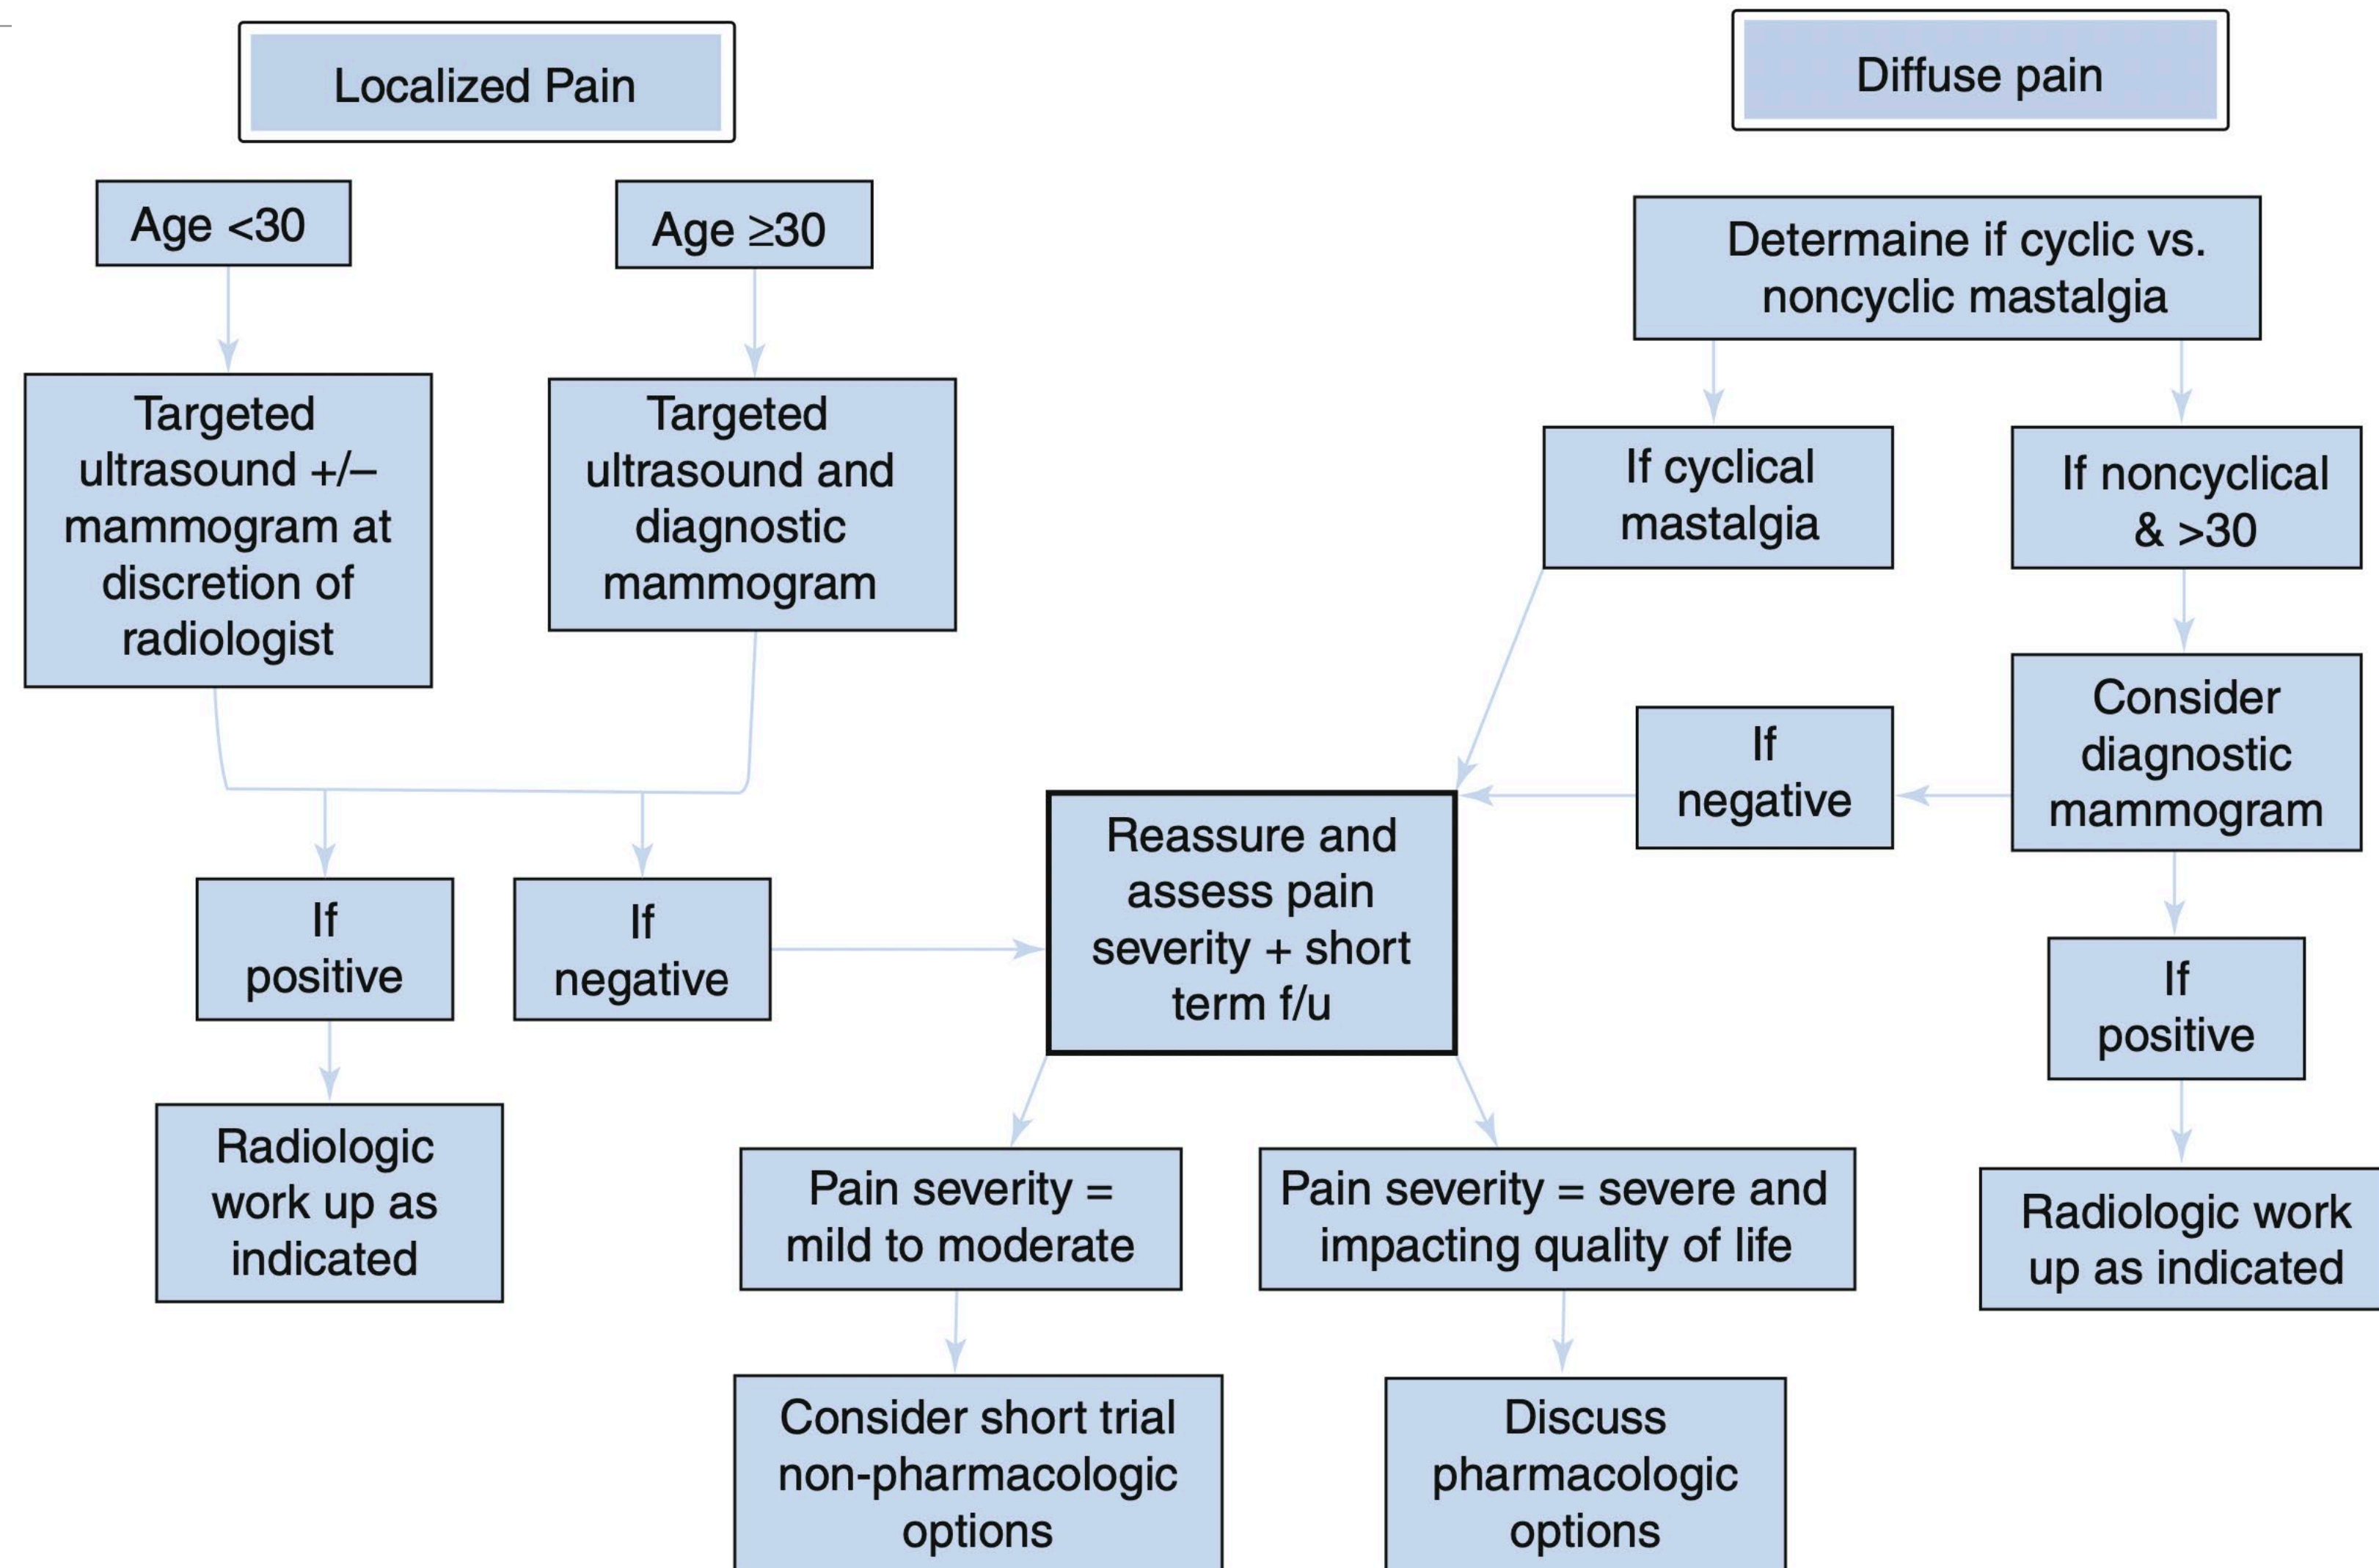 Localized Pain
Diffuse pain
Age <30
Age ≥30
Determaine if cyclic vs.
noncyclic mastalgia
Targeted
ultrasound +/–
mammogram at
discretion of
radiologist
Targeted
ultrasound and
diagnostic
mammogram
If cyclical
mastalgia
If noncyclical
& >30
Consider
diagnostic
mammogram
If
negative
If
positive
If
negative
Reassure and
assess pain
severity + short
term f/u
If
positive
Radiologic
work up as
indicated
Pain severity =
mild to moderate
Pain severity = severe and
impacting quality of life
Radiologic work
up as indicated
Consider short trial
non-pharmacologic
options
Discuss
pharmacologic
options